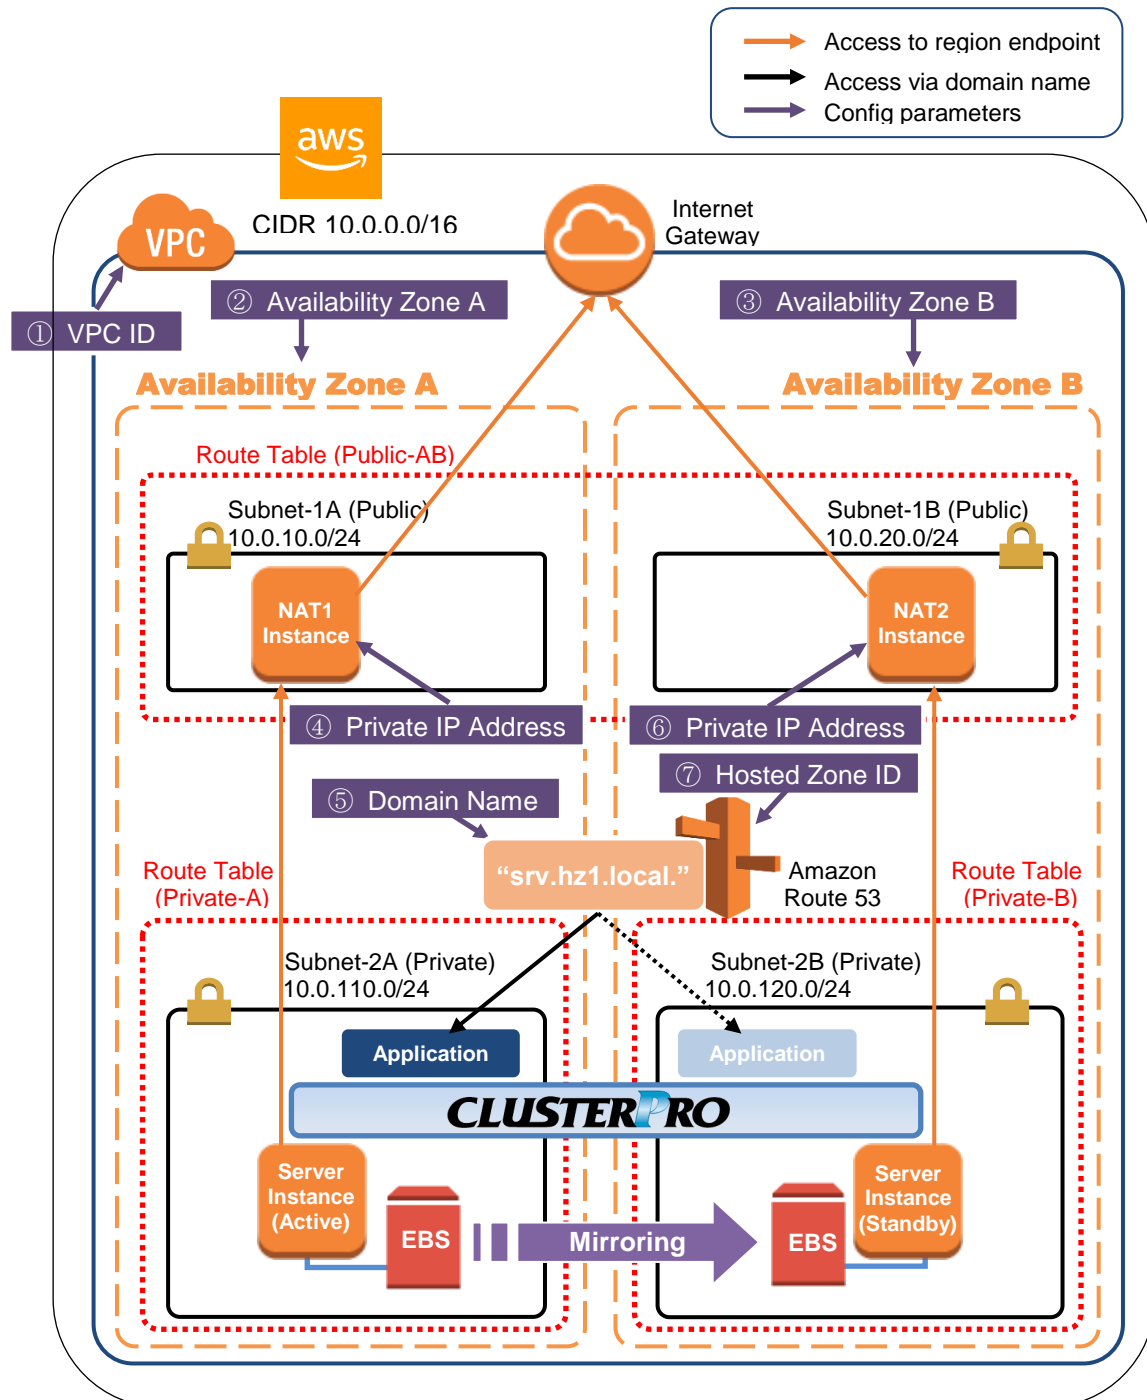 Access to region endpoint
Access via domain name
Config parameters
aws
VPC
CIDR 10.0.0.0/16
Internet
Gateway
① VPC ID
② Availability Zone A
③ Availability Zone B
Availability Zone A
Availability Zone B
Route Table (Public-AB)
Subnet-1A (Public)
10.0.10.0/24
Subnet-1B (Public)
10.0.20.0/24
NAT1
Instance
NAT2
Instance
④ Private IP Address
⑥ Private IP Address
⑦ Hosted Zone ID
⑤ Domain Name
“srv.hz1.local.”
Amazon
Route 53
Route Table
(Private-A)
Route Table
(Private-B)
Subnet-2A (Private)
10.0.110.0/24
Subnet-2B (Private)
10.0.120.0/24
Application
Application
CLUSTERPRO
Server
Instance
(Active)
EBS
Mirroring
EBS
Server
Instance
(Standby)